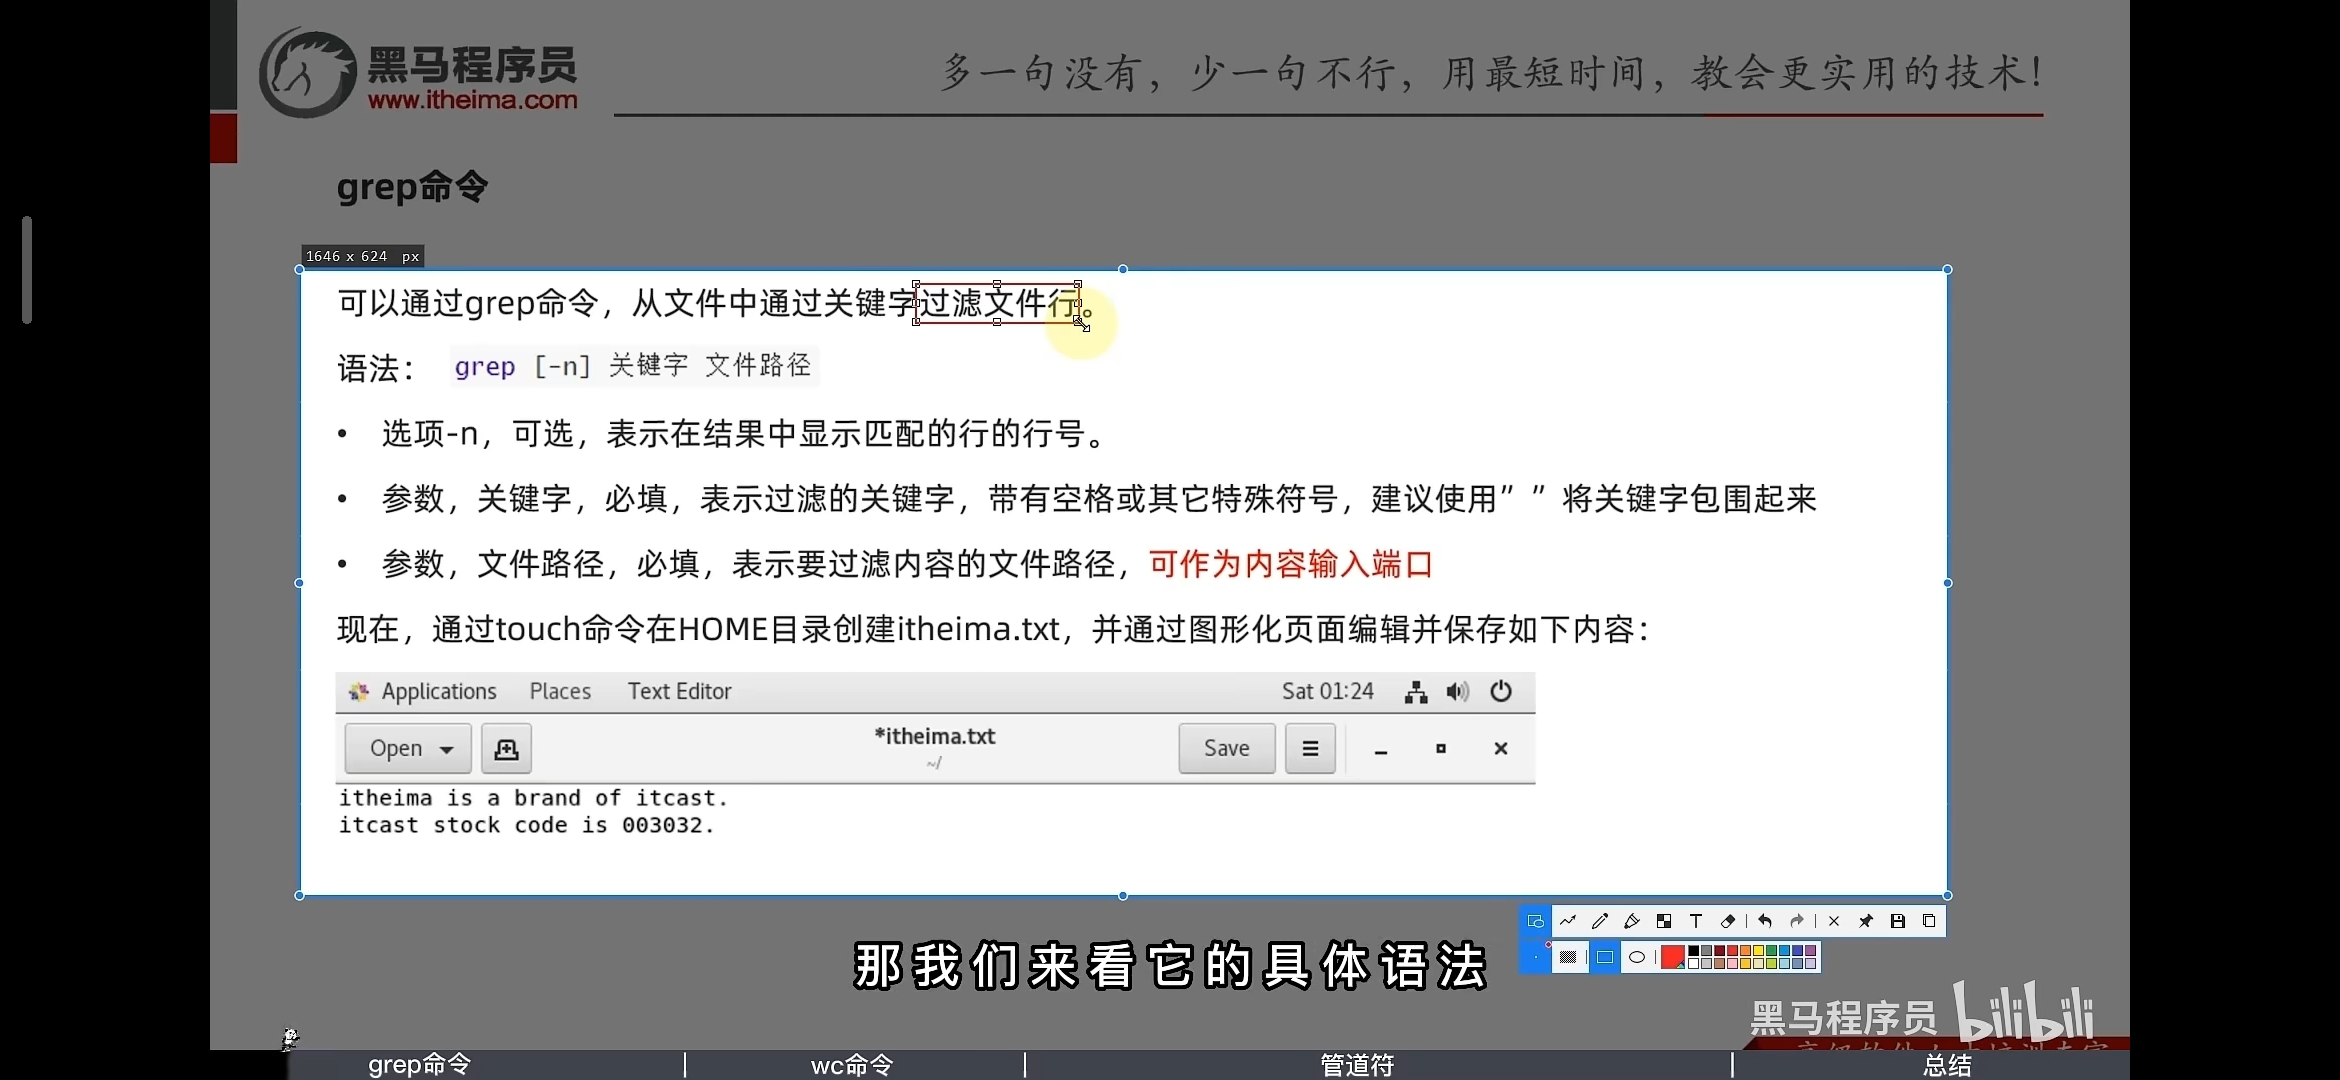 黑马程序员
www.itheima.com
多一句没有，少一句不行，用最短时间，教会更实用的技术！
grep命令
1646 x 624 px
可以通过grep命令，从文件中通过关键字过滤文件行。
语法： grep [-n] 关键字 文件路径
• 选项-n，可选，表示在结果中显示匹配的行的行号。
• 参数，关键字，必填，表示过滤的关键字，带有空格或其它特殊符号，建议使用” ”将关键字包围起来
• 参数，文件路径，必填，表示要过滤内容的文件路径，可作为内容输入端口
现在，通过touch命令在HOME目录创建itheima.txt，并通过图形化页面编辑并保存如下内容：
Applications Places Text Editor Sat 01:24
Open *itheima.txt Save
~/
itheima is a brand of itcast.
itcast stock code is 003032.
那我们来看它的具体语法
黑马程序员 bilibili
grep命令 | wc命令 | 管道符 | 总结